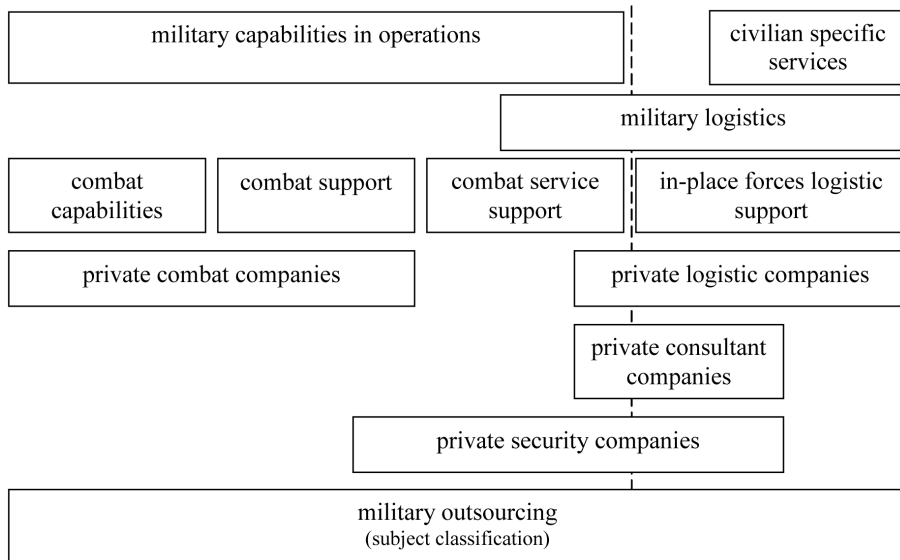 military capabilities in operations
civilian specific
services
military logistics
combat
capabilities
combat support
combat service
support
in-place forces logistic
support
private combat companies
private logistic companies
private consultant
companies
private security companies
military outsourcing
(subject classification)